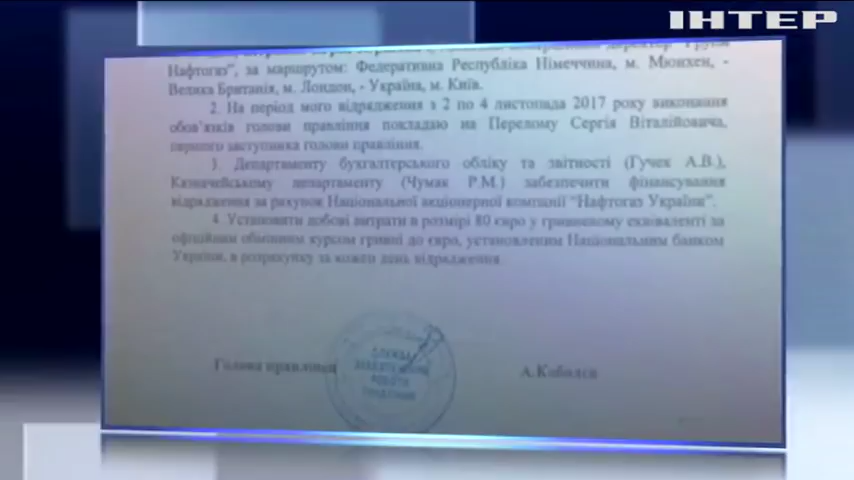 ІНТЕР
директор "Групи
Нафтогаз", за маршрутом: Федеративна Республіка Німеччина, м. Мюнхен, -
Велика Британія, м. Лондон, - Україна, м. Київ.
2. На період мого відрядження з 2 по 4 листопада 2017 року виконання
обов'язків голови правління покладаю на Перелому Сергія Віталійовича,
першого заступника голови правління.
3. Департаменту бухгалтерського обліку та звітності (Гучек А.В.),
Казначейському департаменту (Чумак Р.М.) забезпечити фінансування
відрядження за рахунок Національної акціонерної компанії "Нафтогаз України".
4. Установити добові витрати в розмірі 80 євро у гривневому еквіваленті за
офіційним обмінним курсом гривні до євро, установленим Національним банком
України, в розрахунку за кожен день відрядження
Голова правління
А.Коболєв
СЛУЖБА